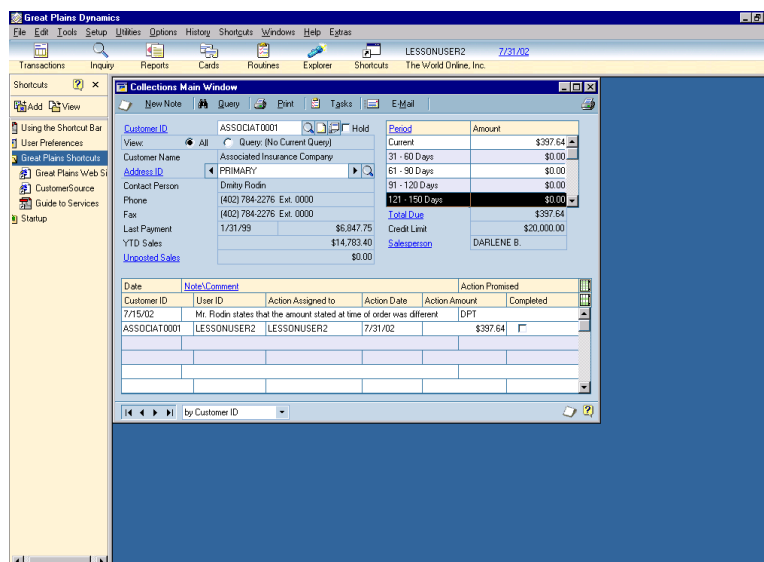 Great Plains Dynamics
File Edit Tools Setup Utilities Options History Shortcuts Windows Help Extras
Transactions Inquiry Reports Cards Routines Explorer Shortcuts
LESSONUSER2 7/31/02
The World Online, Inc.
Shortcuts
Add View
Using the Shortcut Bar
User Preferences
Great Plains Shortcuts
Great Plains Web Si
CustomerSource
Guide to Services
Startup
Collections Main Window
New Note Query Print Tasks E-Mail
Customer ID ASSOCIAT0001 Hold
View: All Query: (No Current Query)
Customer Name Associated Insurance Company
Address ID PRIMARY
Contact Person Dmitry Rodin
Phone (402) 784-2276 Ext. 0000
Fax (402) 784-2276 Ext. 0000
Last Payment 1/31/99 $6,847.75
YTD Sales $14,783.40
Unposted Sales $0.00
Period Amount
Current $397.64
31 - 60 Days $0.00
61 - 90 Days $0.00
91 - 120 Days $0.00
121 - 150 Days $0.00
Total Due $397.64
Credit Limit $20,000.00
Salesperson DARLENE B.
Date Note\Comment Action Promised
Customer ID User ID Action Assigned to Action Date Action Amount Completed
7/15/02 Mr. Rodin states that the amount stated at time of order was different DPT
ASSOCIAT0001 LESSONUSER2 LESSONUSER2 7/31/02 $397.64
by Customer ID